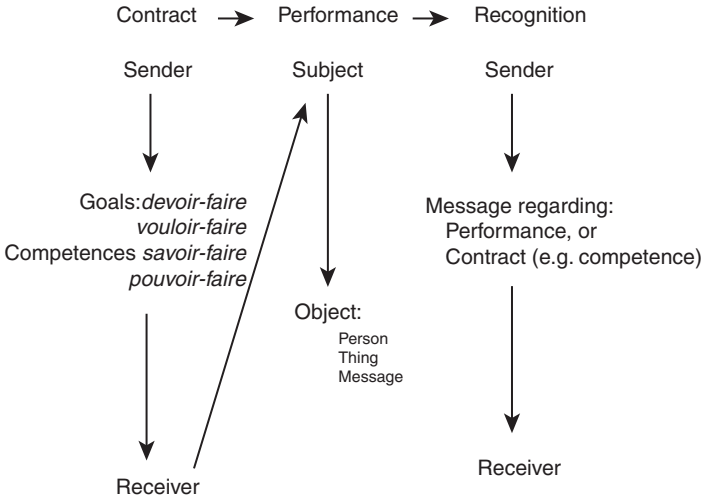 Contract → Performance → Recognition
Sender Subject Sender
Goals:devoir-faire
vouloir-faire
Competences savoir-faire
pouvoir-faire
Receiver
Object:
Person
Thing
Message
Message regarding:
Performance, or
Contract (e.g. competence)
Receiver